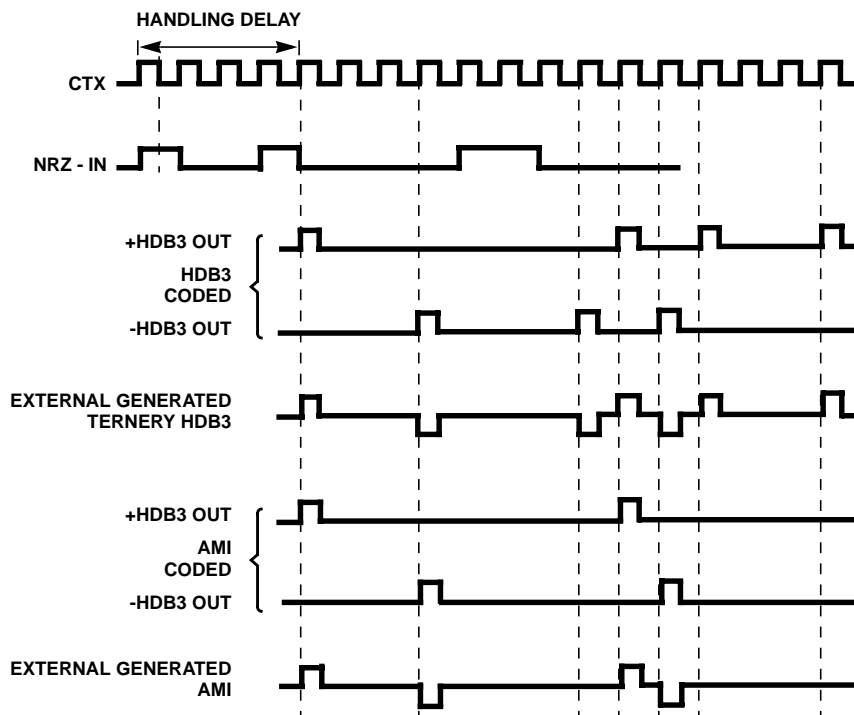 HANDLING DELAY
CTX
NRZ - IN
+HDB3 OUT
HDB3
CODED
-HDB3 OUT
EXTERNAL GENERATED
TERNERY HDB3
+HDB3 OUT
AMI
CODED
-HDB3 OUT
EXTERNAL GENERATED
AMI